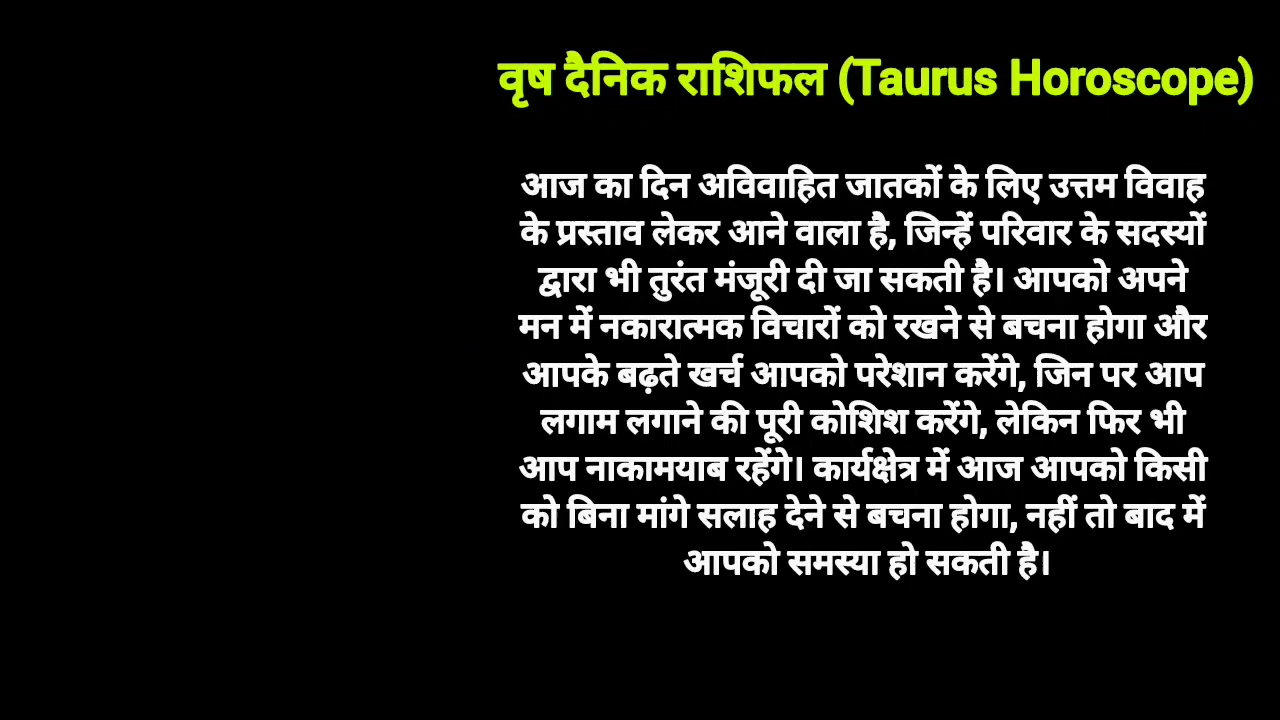 वृष दैनिक राशिफल (Taurus Horoscope)
आज का दिन अविवाहित जातकों के लिए उत्तम विवाह
के प्रस्ताव लेकर आने वाला है, जिन्हें परिवार के सदस्यों
द्वारा भी तुरंत मंजूरी दी जा सकती है। आपको अपने
मन में नकारात्मक विचारों को रखने से बचना होगा और
आपके बढ़ते खर्च आपको परेशान करेंगे, जिन पर आप
लगाम लगाने की पूरी कोशिश करेंगे, लेकिन फिर भी
आप नाकामयाब रहेंगे। कार्यक्षेत्र में आज आपको किसी
को बिना मांगे सलाह देने से बचना होगा, नहीं तो बाद में
आपको समस्या हो सकती है।